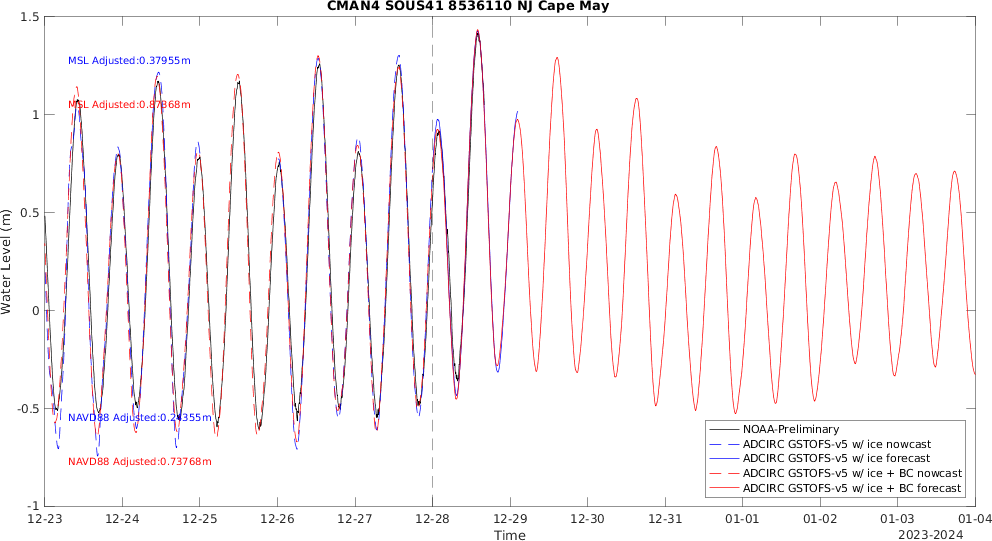 CMAN4 SOUS41 8536110 NJ Cape May
1.5
1
0.5
0
-0.5
-1
Water Level (m)
MSL Adjusted:0.37955m
MSL Adjusted:0.87368m
NAVD88 Adjusted:0.24355m
NAVD88 Adjusted:0.73768m
NOAA-Preliminary
ADCIRC GSTOFS-v5 w/ ice nowcast
ADCIRC GSTOFS-v5 w/ ice forecast
ADCIRC GSTOFS-v5 w/ ice + BC nowcast
ADCIRC GSTOFS-v5 w/ ice + BC forecast
12-23 12-24 12-25 12-26 12-27 12-28 12-29 12-30 12-31 01-01 01-02 01-03 01-04
Time
2023-2024